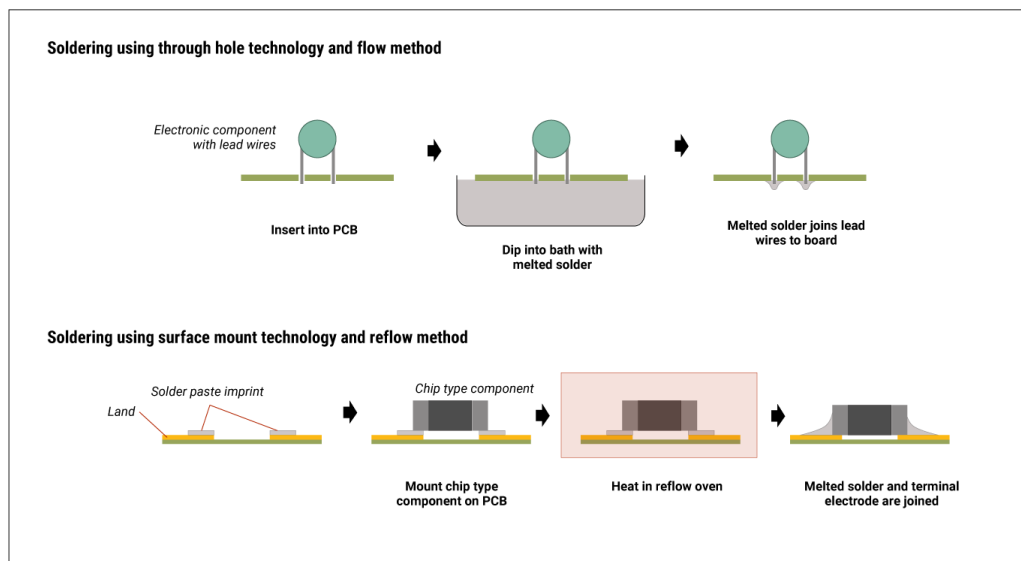 Soldering using through hole technology and flow method
Electronic component
with lead wires
Insert into PCB
Dip into bath with
melted solder
Melted solder joins lead
wires to board
Soldering using surface mount technology and reflow method
Solder paste imprint
Land
Chip type component
Mount chip type
component on PCB
Heat in reflow oven
Melted solder and terminal
electrode are joined